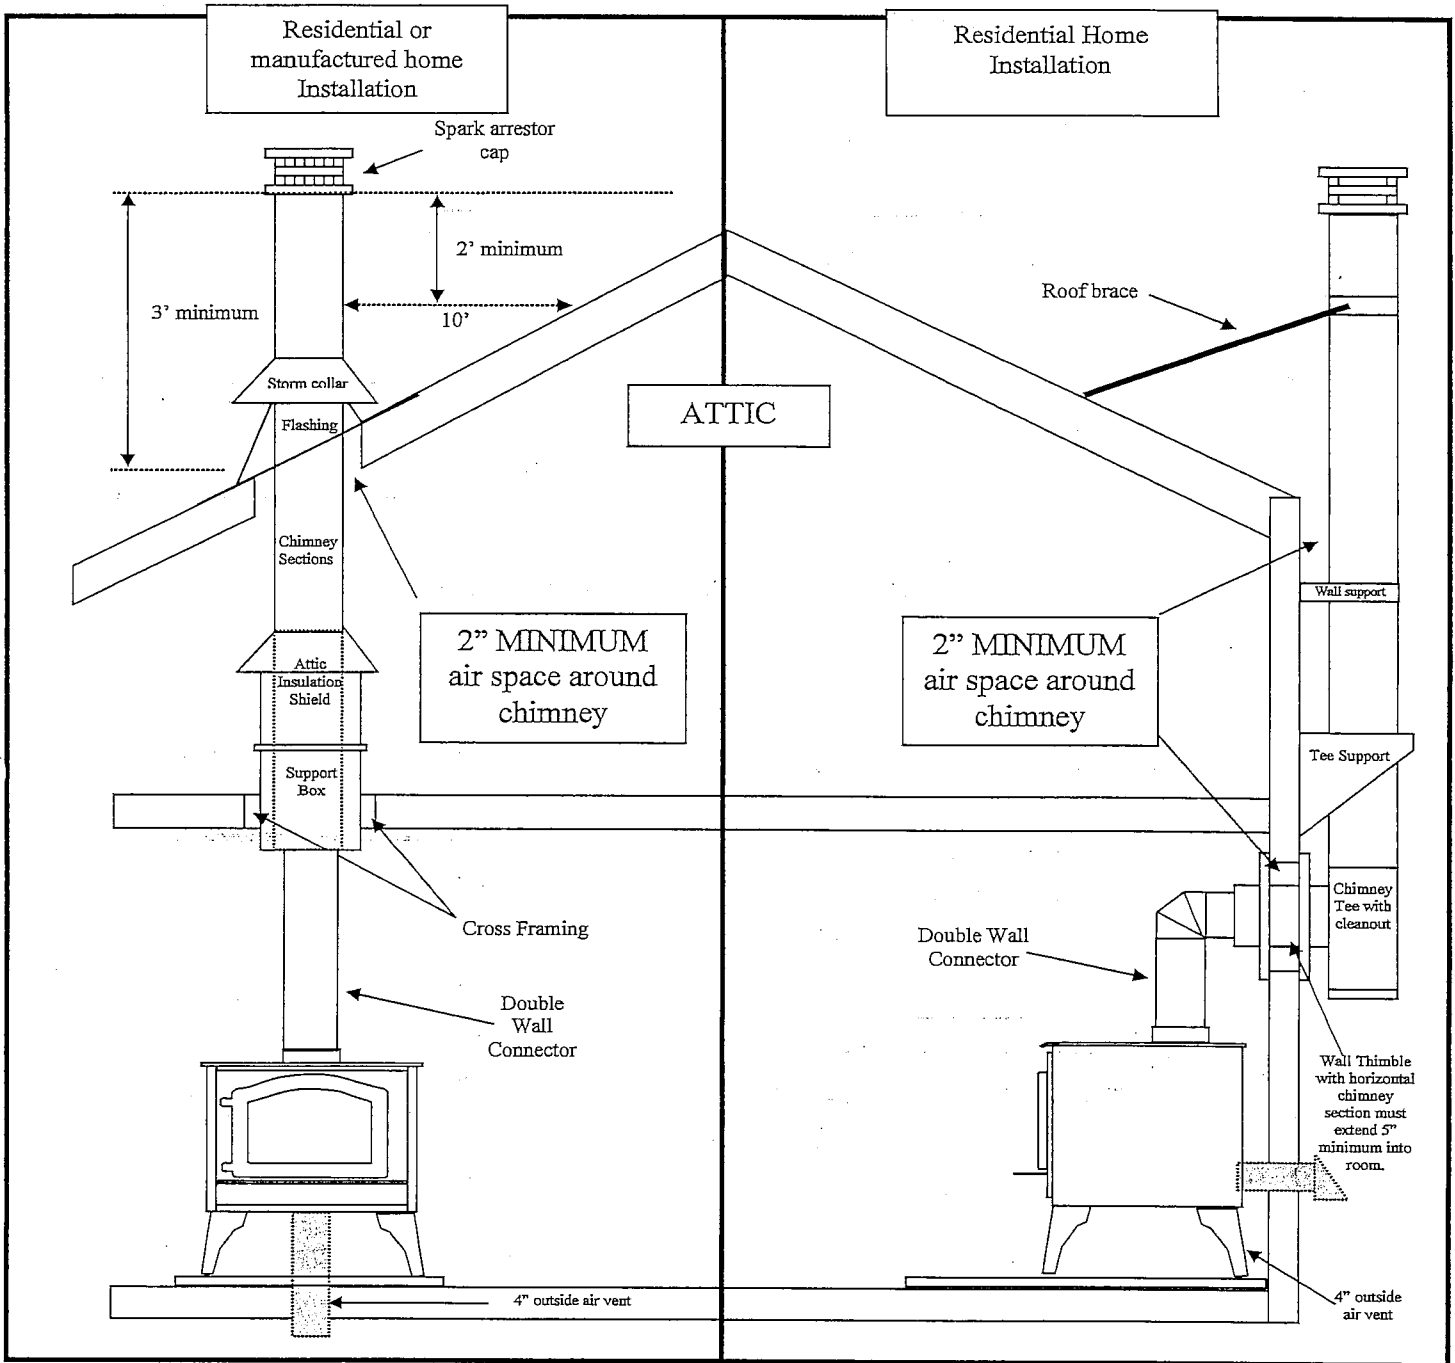 Residential or
manufactured home
Installation
Residential Home
Installation
Spark arrestor
cap
2' minimum
3' minimum
10'
Roof brace
Storm collar
Flashing
ATTIC
Chimney
Sections
Wall support
2” MINIMUM
air space around
chimney
2” MINIMUM
air space around
chimney
Attic
Insulation
Shield
Tee Support
Support
Box
Chimney
Tee with
cleanout
Cross Framing
Double Wall
Connector
Double
Wall
Connector
Wall Thimble
with horizontal
chimney
section must
extend 5”
minimum into
room.
4” outside air vent
4” outside
air vent